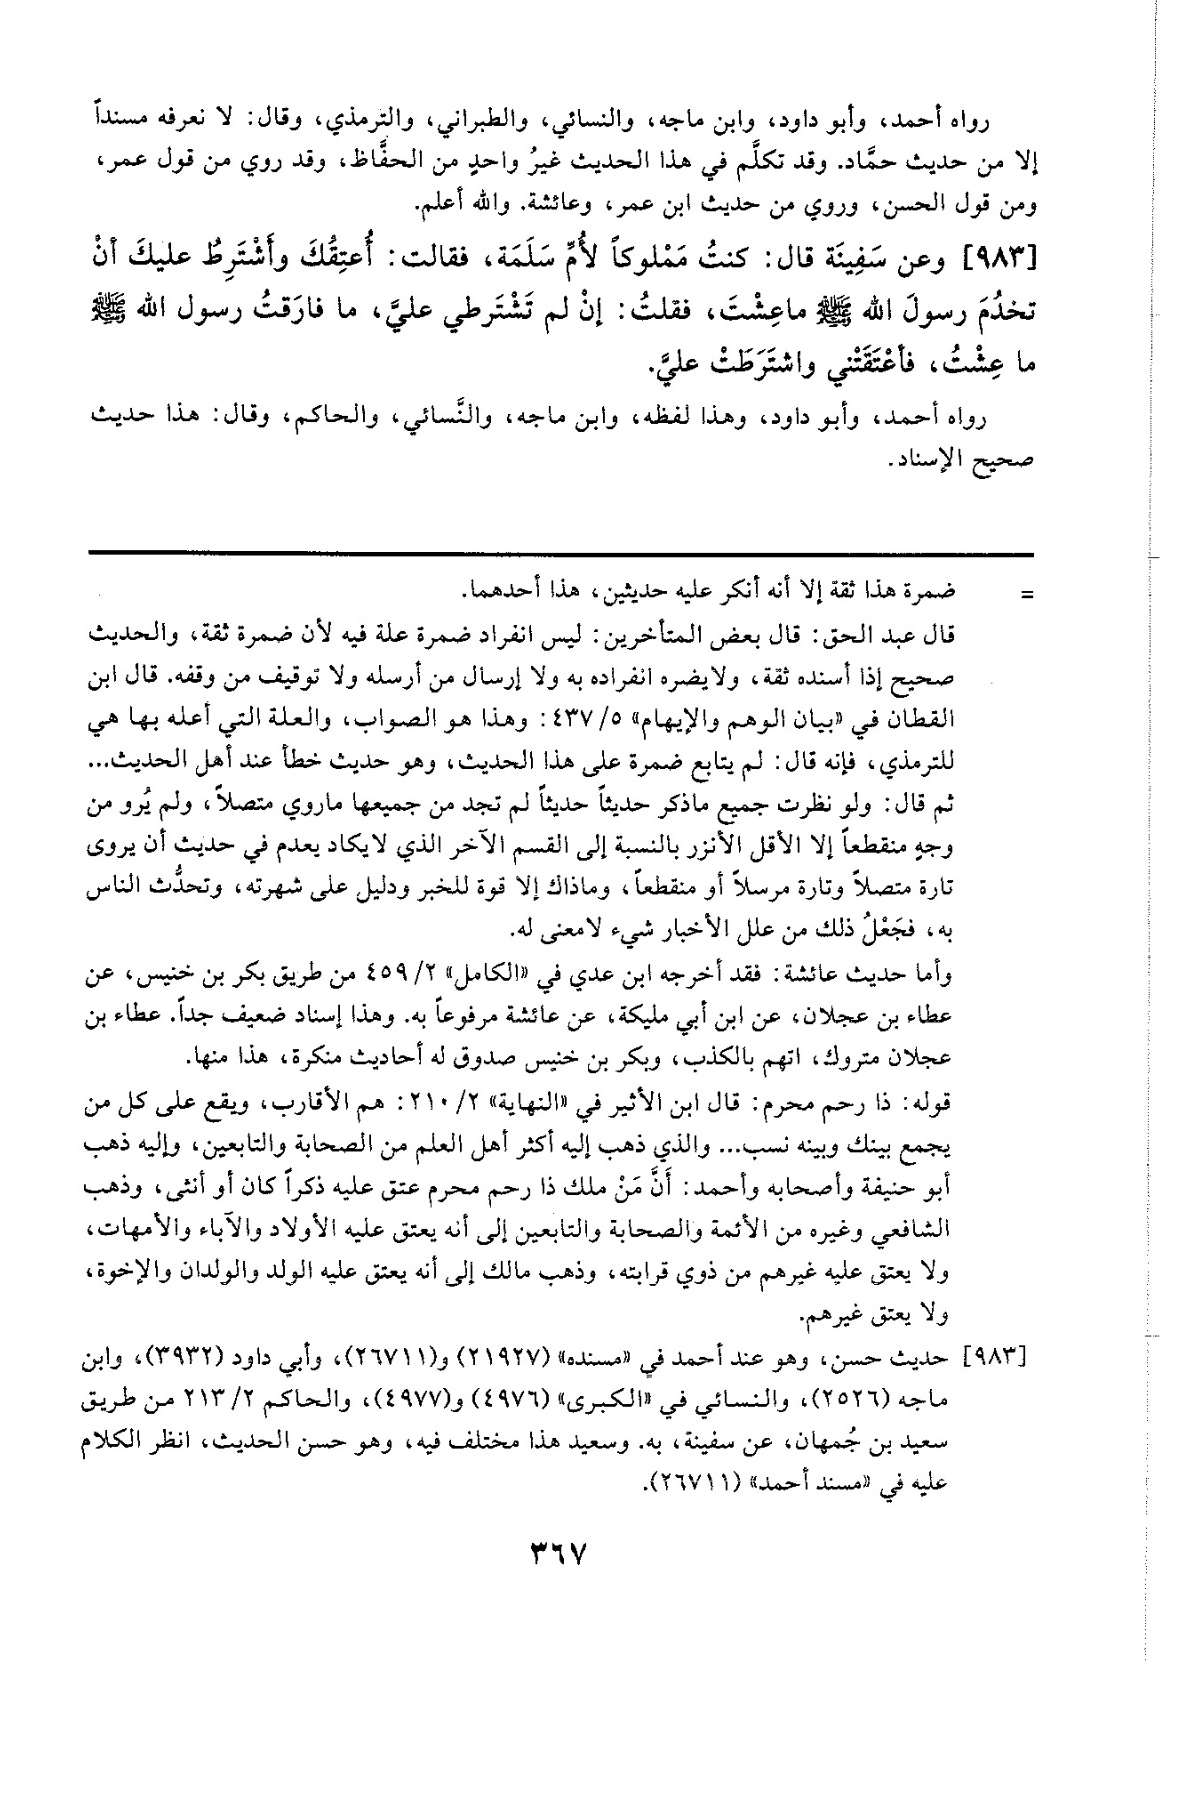 رواه أحمد، وأبو داود، وابن ماجه، والنسائي، والطبراني، والترمذي، وقال: لا نعرفه مسنداً
إلا من حديث حمَّاد. وقد تكلَّم في هذا الحديث غيرُ واحدٍ من الحفَّاظ، وقد روي من قول عمر،
ومن قول الحسن، وروي من حديث ابن عمر، وعائشة. والله أعلم.
[٩٨٣] وعن سَفِينَة قال: كنتُ مَمْلوكاً لأُمِّ سَلَمَة، فقالت: أُعتِقُكَ وأَشْتَرِطُ عليكَ أنْ
تخدُمَ رسولَ الله ﷺ ماعِشْتَ، فقلتُ: إنْ لم تَشْتَرطي عليَّ، ما فارَقتُ رسول الله ﷺ
ما عِشْتُ، فأعْتَقَتْني واشتَرَطَتْ عليَّ.
رواه أحمد، وأبو داود، وهذا لفظه، وابن ماجه، والنَّسائي، والحاكم، وقال: هذا حديث
صحيح الإسناد.
= ضمرة هذا ثقة إلا أنه أنكر عليه حديثين، هذا أحدهما.
قال عبد الحق: قال بعض المتأخرين: ليس انفراد ضمرة علة فيه لأن ضمرة ثقة، والحديث
صحيح إذا أسنده ثقة، ولايضره انفراده به ولا إرسال من أرسله ولا توقيف من وقفه. قال ابن
القطان في «بيان الوهم والإيهام» ٥/ ٤٣٧: وهذا هو الصواب، والعلة التي أعله بها هي
للترمذي، فإنه قال: لم يتابع ضمرة على هذا الحديث، وهو حديث خطأ عند أهل الحديث...
ثم قال: ولو نظرت جميع ماذكر حديثاً حديثاً لم تجد من جميعها ماروي متصلاً، ولم يُرو من
وجهٍ منقطعاً إلا الأقل الأنزر بالنسبة إلى القسم الآخر الذي لايكاد يعدم في حديث أن يروى
تارة متصلاً وتارة مرسلاً أو منقطعاً، وماذاك إلا قوة للخبر ودليل على شهرته، وتحدُّث الناس
به، فجَعْلُ ذلك من علل الأخبار شيء لامعنى له.
وأما حديث عائشة: فقد أخرجه ابن عدي في «الكامل» ٢/ ٤٥٩ من طريق بكر بن خنيس، عن
عطاء بن عجلان، عن ابن أبي مليكة، عن عائشة مرفوعاً به. وهذا إسناد ضعيف جداً. عطاء بن
عجلان متروك، اتهم بالكذب، وبكر بن خنيس صدوق له أحاديث منكرة، هذا منها.
قوله: ذا رحم محرم: قال ابن الأثير في «النهاية» ٢/ ٢١٠: هم الأقارب، ويقع على كل من
يجمع بينك وبينه نسب... والذي ذهب إليه أكثر أهل العلم من الصحابة والتابعين، وإليه ذهب
أبو حنيفة وأصحابه وأحمد: أَنَّ مَنْ ملك ذا رحم محرم عتق عليه ذكراً كان أو أنثى، وذهب
الشافعي وغيره من الأئمة والصحابة والتابعين إلى أنه يعتق عليه الأولاد والآباء والأمهات،
ولا يعتق عليه غيرهم من ذوي قرابته، وذهب مالك إلى أنه يعتق عليه الولد والولدان والإخوة،
ولا يعتق غيرهم.
[٩٨٣] حديث حسن، وهو عند أحمد في «مسنده» (٢١٩٢٧) و(٢٦٧١١)، وأبي داود (٣٩٣٢)، وابن
ماجه (٢٥٢٦)، والنسائي في «الكبرى» (٤٩٧٦) و(٤٩٧٧)، والحاكم ٢/ ٢١٣ من طريق
سعيد بن جُمهان، عن سفينة، به. وسعيد هذا مختلف فيه، وهو حسن الحديث، انظر الكلام
عليه في «مسند أحمد» (٢٦٧١١).
٣٦٧